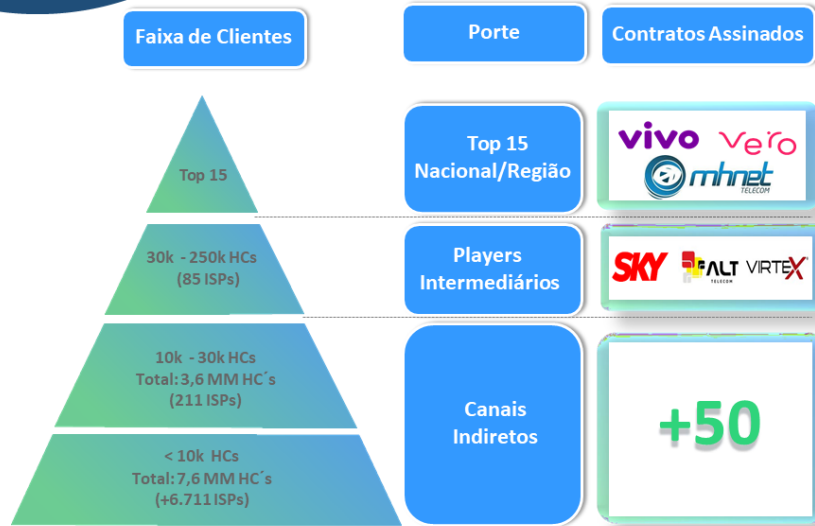 Faixa de Clientes
Porte
Contratos Assinados
Top 15
Top 15
Nacional/Região
vivo vero
mhnet
TELECOM
30k - 250k HCs
(85 ISPs)
Players
Intermediários
SKY FALT VIRTEX
TELECOM
10k - 30k HCs
Total: 3,6 MM HC´s
(211 ISPs)
< 10k HCs
Total: 7,6 MM HC´s
(+6.711 ISPs)
Canais
Indiretos
+50